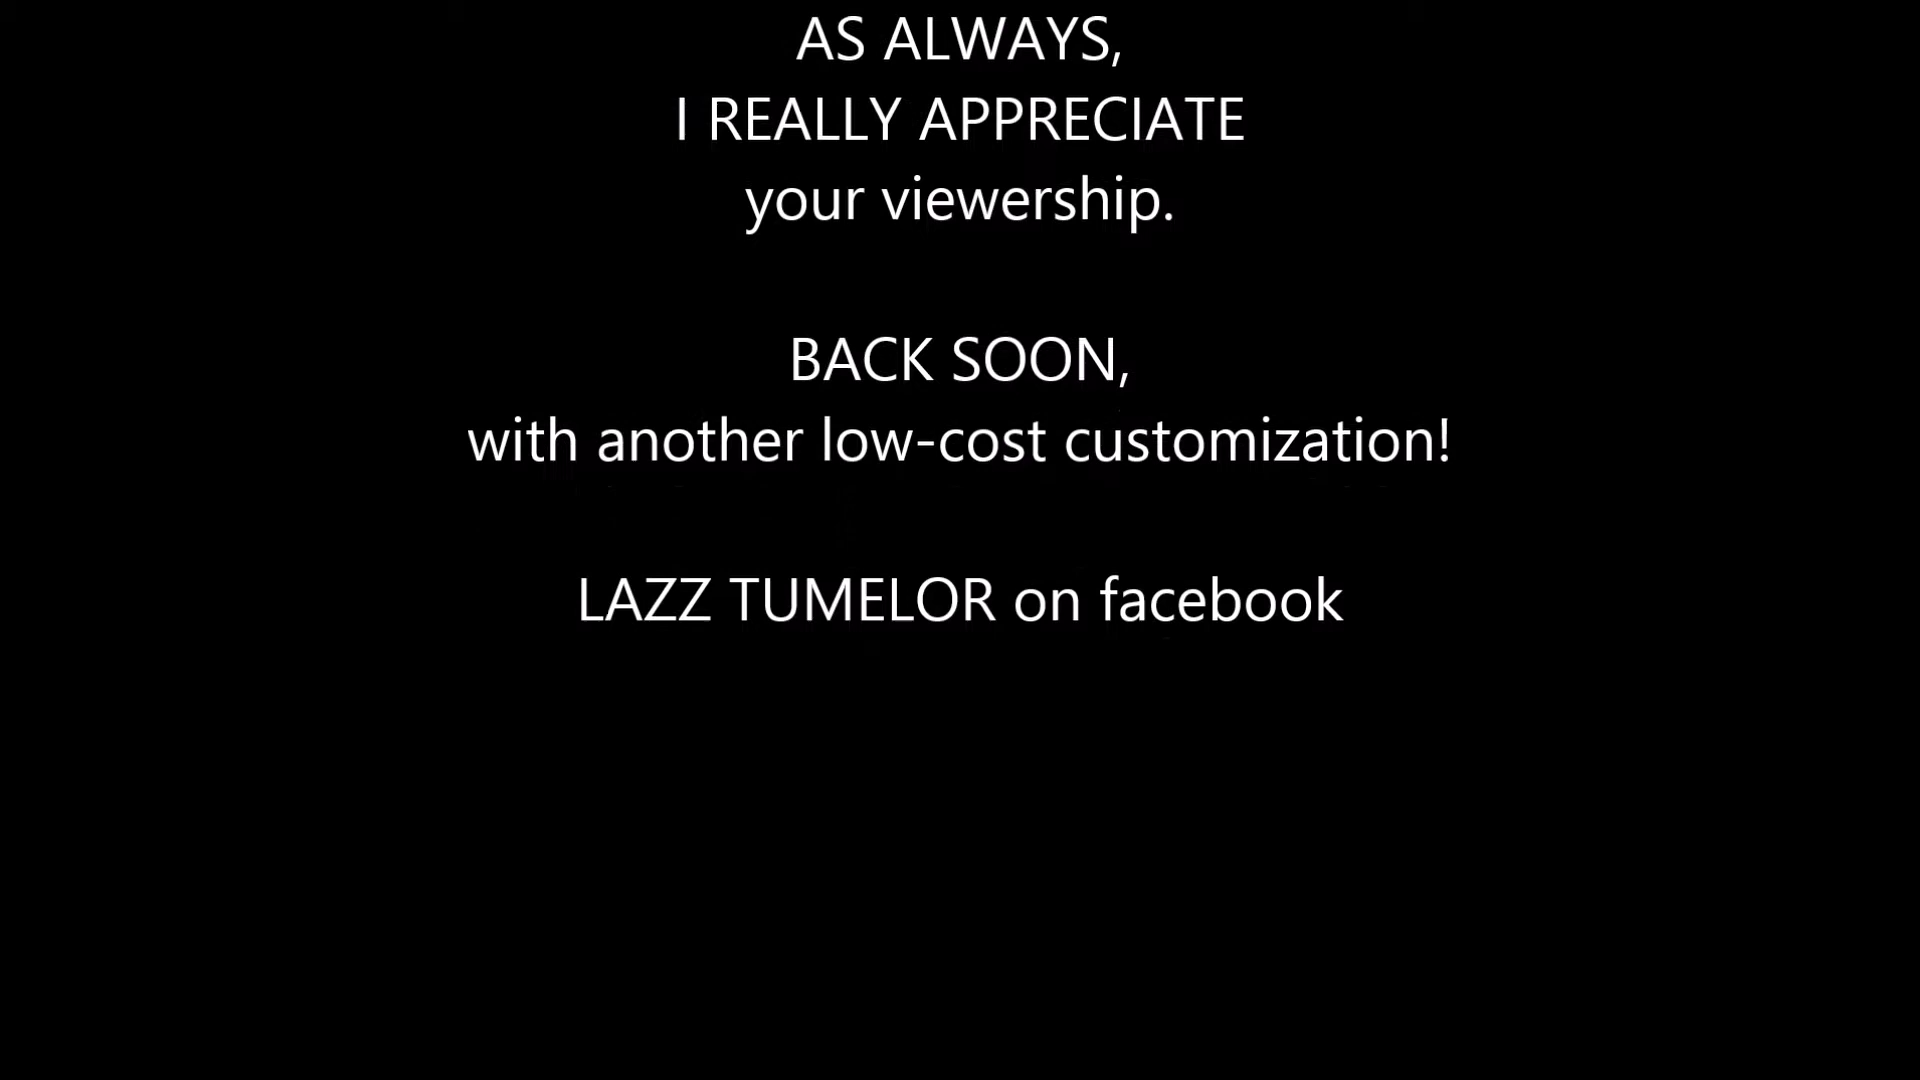 AS ALWAYS,
I REALLY APPRECIATE
your viewership.
BACK SOON,
with another low-cost customization!
LAZZ TUMELOR on facebook